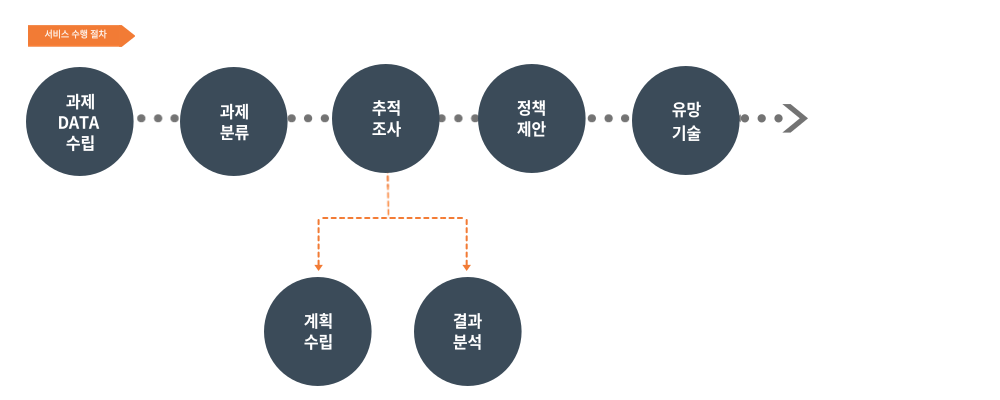 서비스 수행 절차
과제
DATA
수립
과제
분류
추적
조사
정책
제안
유망
기술
계획
수립
결과
분석